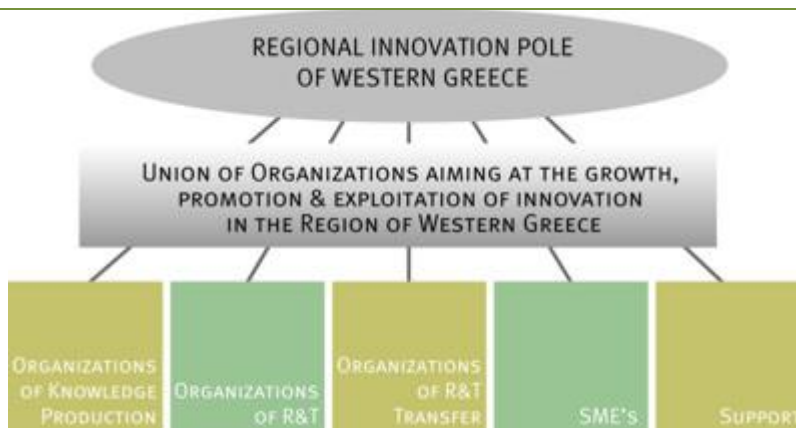 REGIONAL INNOVATION POLE
OF WESTERN GREECE
UNION OF ORGANIZATIONS AIMING AT THE GROWTH,
PROMOTION & EXPLOITATION OF INNOVATION
IN THE REGION OF WESTERN GREECE
ORGANIZATIONS
OF KNOWLEDGE
PRODUCTION
ORGANIZATIONS
OF R&T
ORGANIZATIONS
OF R&T
TRANSFER
SME'S
SUPPORT